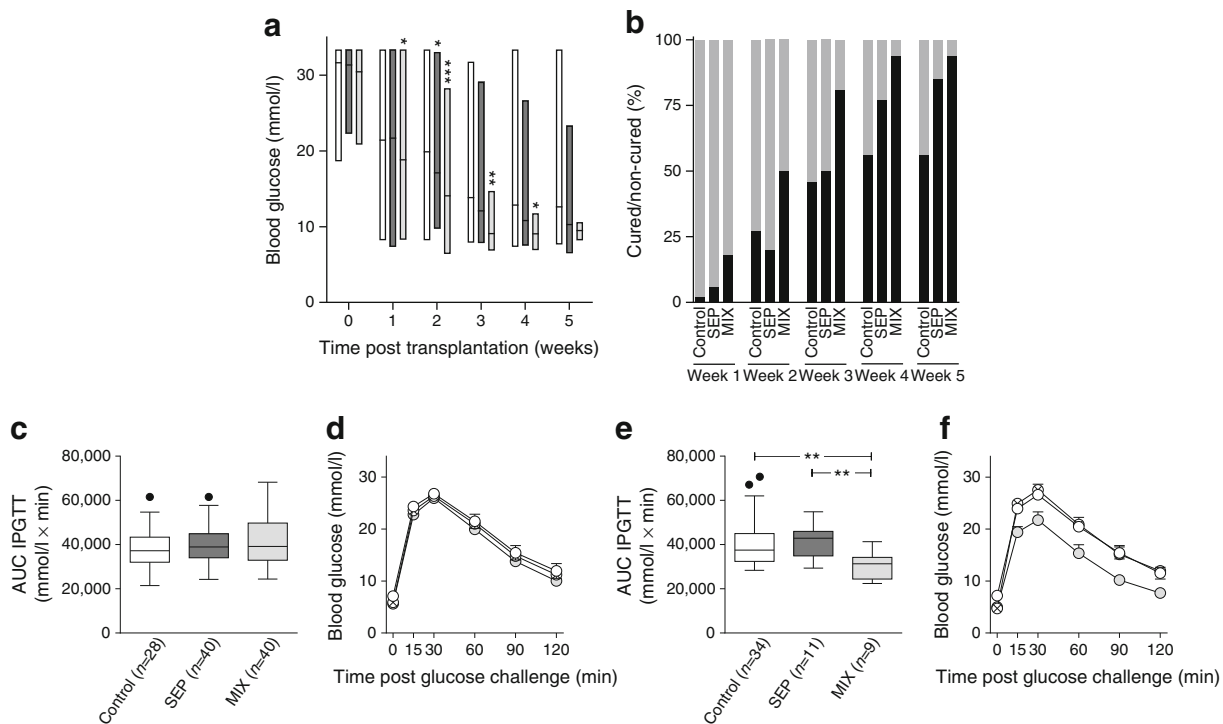 a
Blood glucose (mmol/l)
30
20
10
0
*
*
***
**
*
0 1 2 3 4 5
Time post transplantation (weeks)
b
Cured/non-cured (%)
100
75
50
25
0
Control SEP MIX Control SEP MIX Control SEP MIX Control SEP MIX Control SEP MIX
Week 1 Week 2 Week 3 Week 4 Week 5
c
AUC IPGTT
(mmol/l × min)
80,000
60,000
40,000
20,000
0
Control (n=28)
SEP (n=40)
MIX (n=40)
d
Blood glucose (mmol/l)
30
20
10
0
0 15 30 60 90 120
Time post glucose challenge (min)
e
AUC IPGTT
(mmol/l × min)
80,000
60,000
40,000
20,000
0
**
**
Control (n=34)
SEP (n=11)
MIX (n=9)
f
Blood glucose (mmol/l)
30
20
10
0
0 15 30 60 90 120
Time post glucose challenge (min)